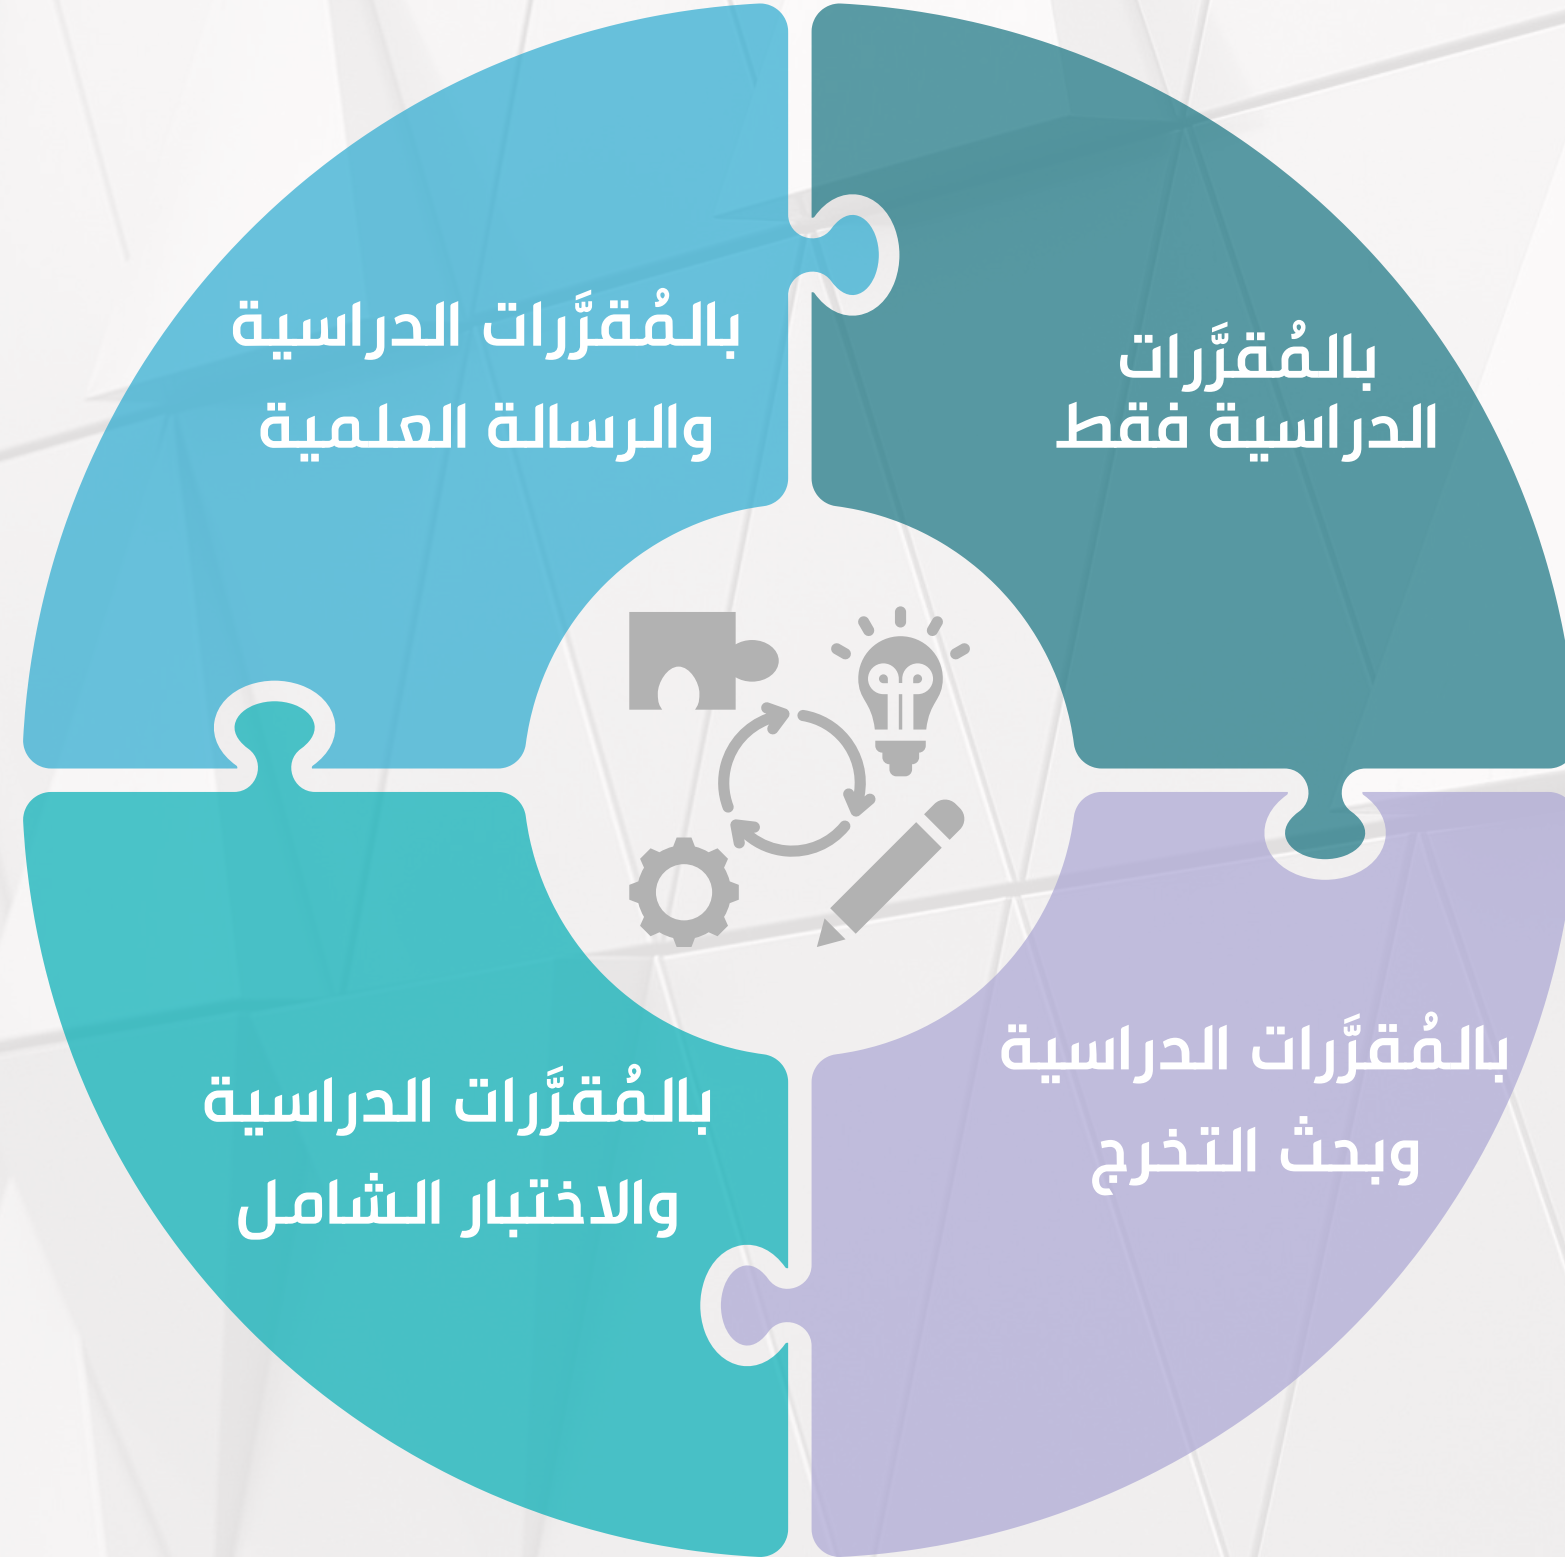 بالمُقرَّرات
الدراسية فقط
بالمُقرَّرات الدراسية
والرسالة العلمية
بالمُقرَّرات الدراسية
وبحث التخرج
بالمُقرَّرات الدراسية
والاختبار الشامل